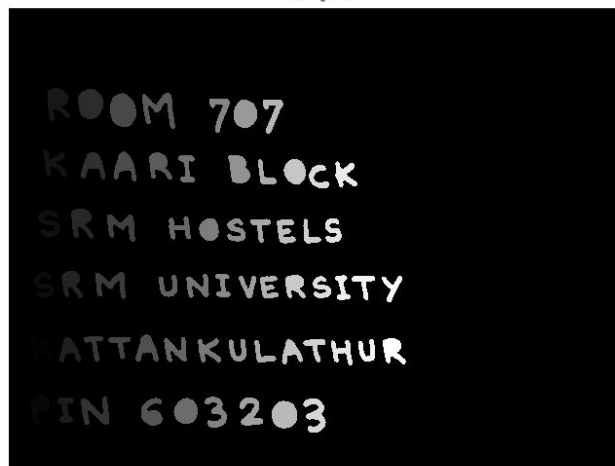 ROOM 707
KAARI BLOCK
SRM HOSTELS
SRM UNIVERSITY
KATTANKULATHUR
PIN 603203